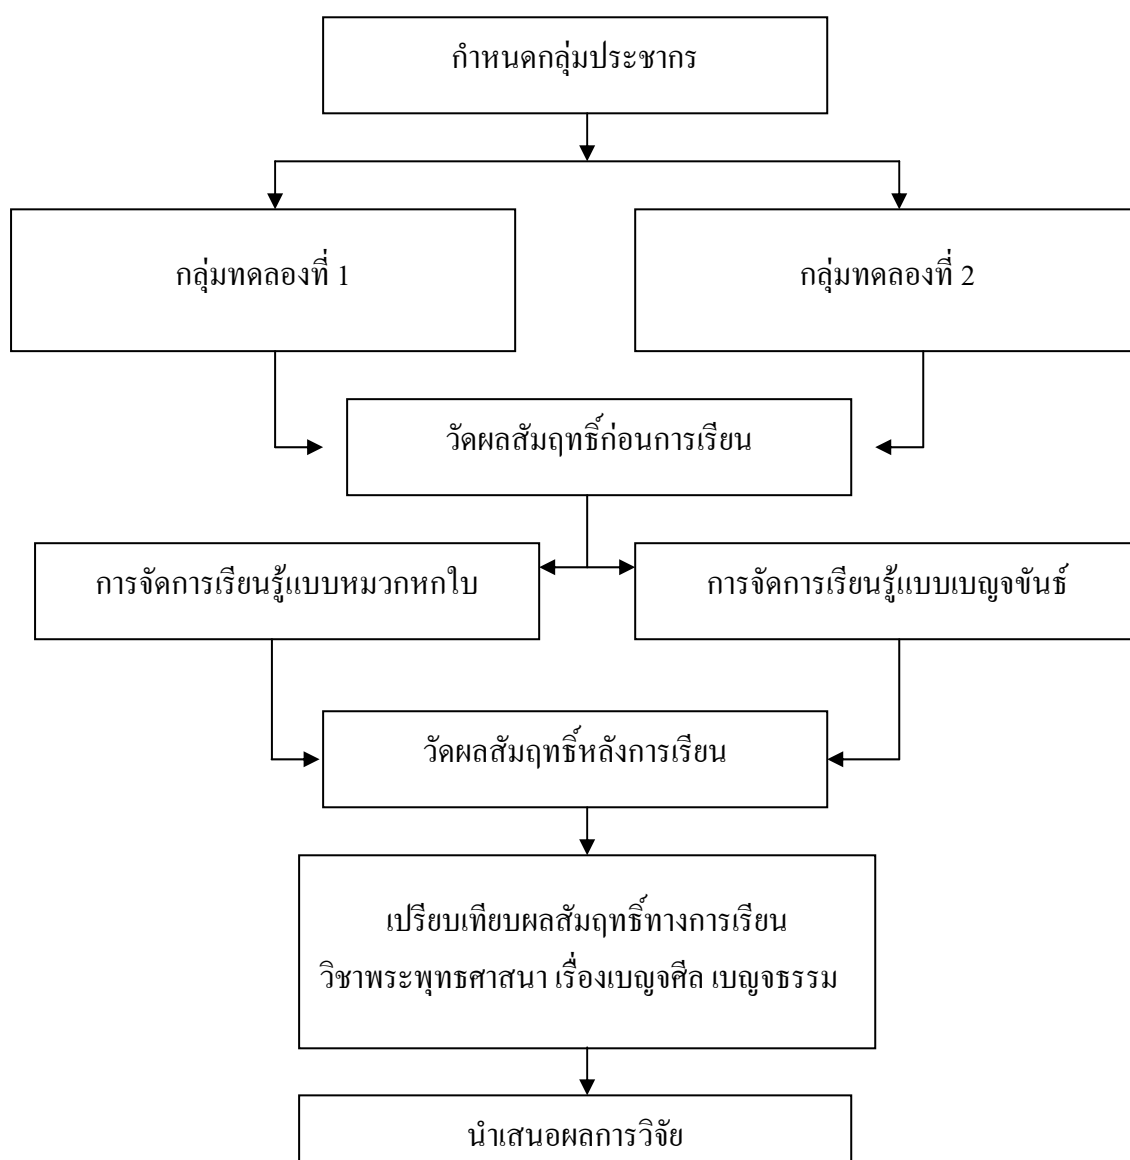 กำหนดกลุ่มประชากร
กลุ่มทดลองที่ 1
กลุ่มทดลองที่ 2
วัดผลสัมฤทธิ์ก่อนการเรียน
การจัดการเรียนรู้แบบหมวกหกใบ
การจัดการเรียนรู้แบบเบญจขันธ์
วัดผลสัมฤทธิ์หลังการเรียน
เปรียบเทียบผลสัมฤทธิ์ทางการเรียน
วิชาพระพุทธศาสนา เรื่องเบญจศีล เบญจธรรม
นำเสนอผลการวิจัย